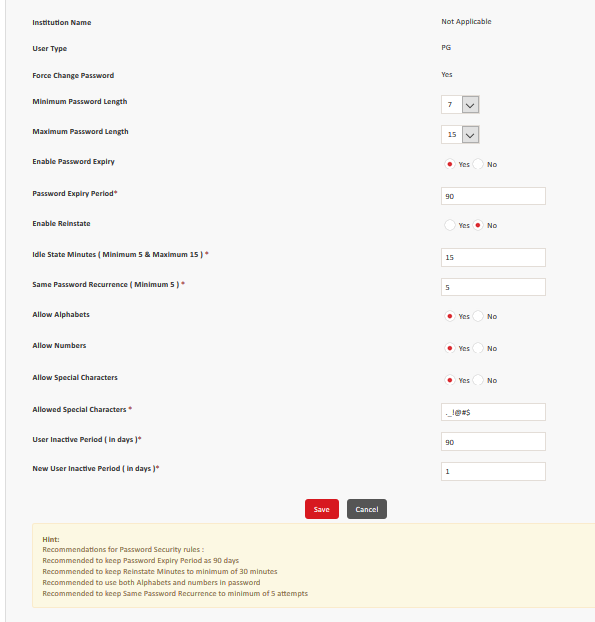 Institution Name Not Applicable
User Type PG
Force Change Password Yes
Minimum Password Length 7
Maximum Password Length 15
Enable Password Expiry Yes No
Password Expiry Period* 90
Enable Reinstate Yes No
Idle State Minutes ( Minimum 5 & Maximum 15 ) * 15
Same Password Recurrence ( Minimum 5 ) * 5
Allow Alphabets Yes No
Allow Numbers Yes No
Allow Special Characters Yes No
Allowed Special Characters * ._!@#$
User Inactive Period ( in days )* 90
New User Inactive Period ( in days )* 1
Save Cancel
Hint:
Recommendations for Password Security rules :
Recommended to keep Password Expiry Period as 90 days
Recommended to keep Reinstate Minutes to minimum of 30 minutes
Recommended to use both Alphabets and numbers in password
Recommended to keep Same Password Recurrence to minimum of 5 attempts